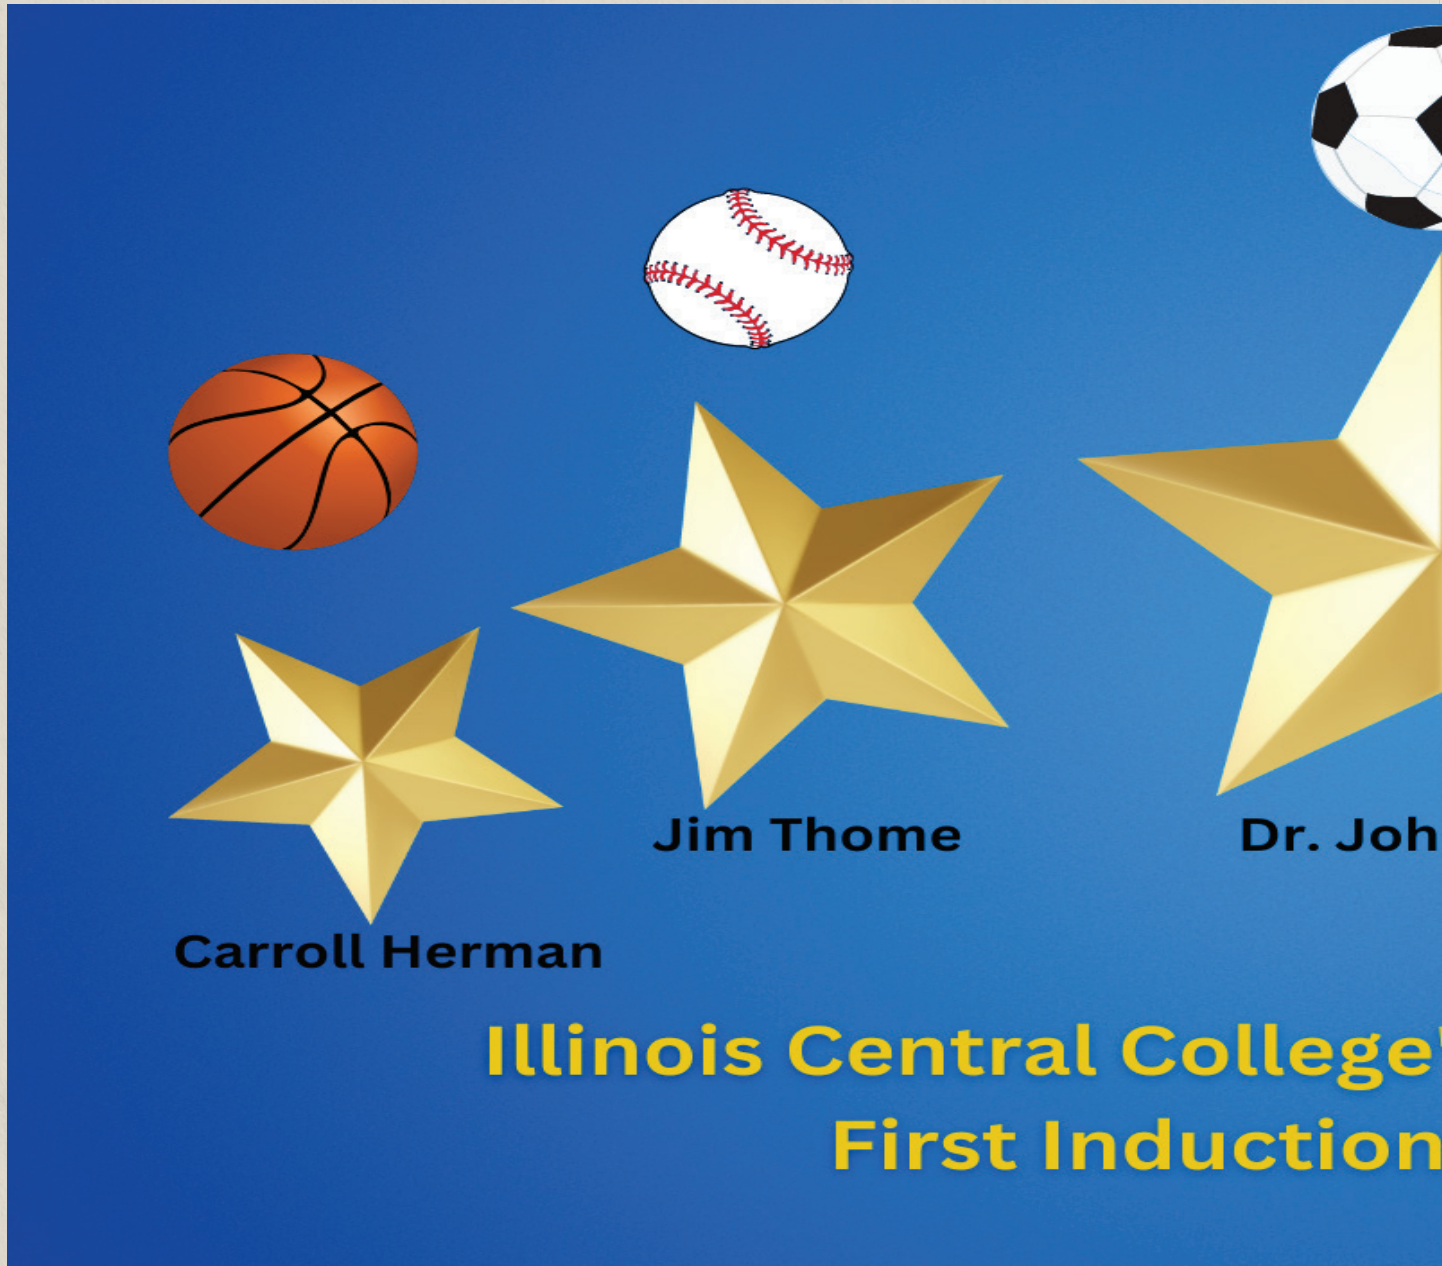 Jim Thome
Dr. Joh
Carroll Herman
Illinois Central College'
First Induction